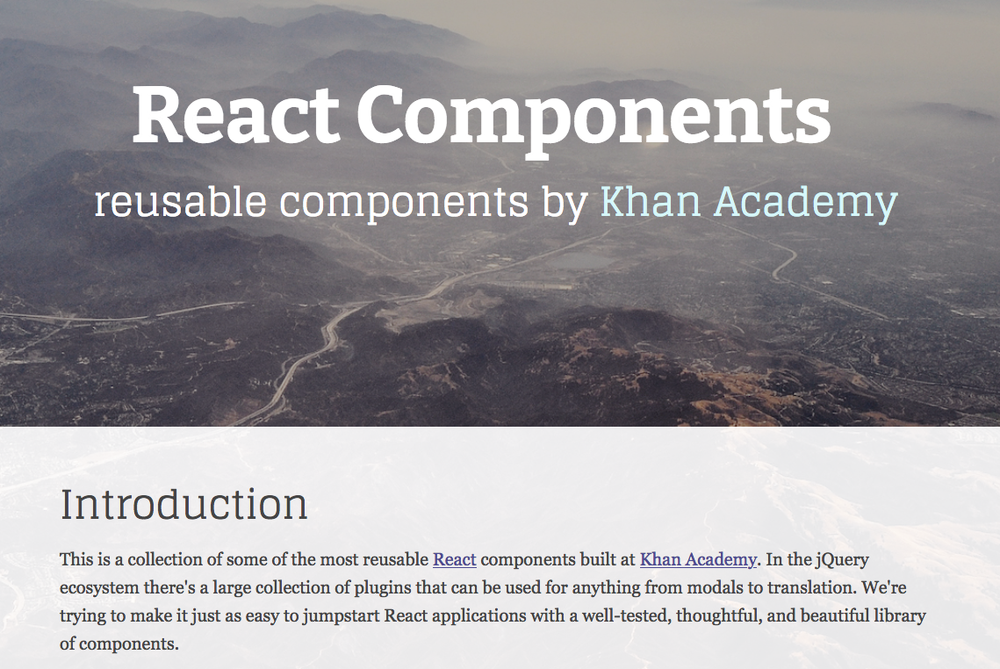 React Components
reusable components by Khan Academy
Introduction
This is a collection of some of the most reusable React components built at Khan Academy. In the jQuery
ecosystem there's a large collection of plugins that can be used for anything from modals to translation. We're
trying to make it just as easy to jumpstart React applications with a well-tested, thoughtful, and beautiful library
of components.